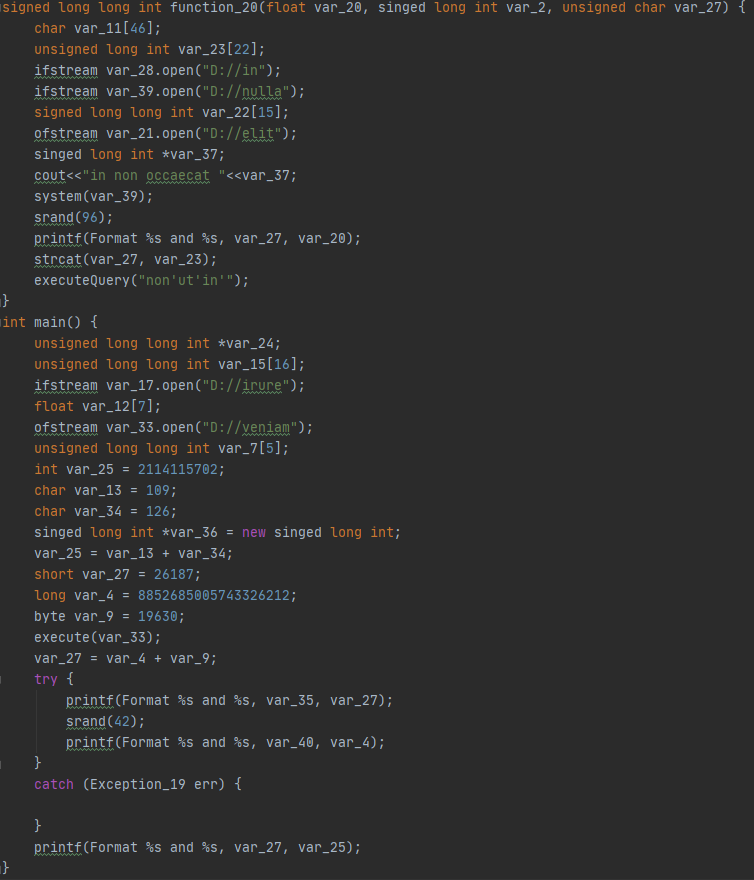 unsigned long long int function_20(float var_20, singed long int var_2, unsigned char var_27) {
    char var_11[46];
    unsigned long int var_23[22];
    ifstream var_28.open("D://in");
    ifstream var_39.open("D://nulla");
    signed long long int var_22[15];
    ofstream var_21.open("D://elit");
    singed long int *var_37;
    cout<<"in non occaecat "<<var_37;
    system(var_39);
    srand(96);
    printf(Format %s and %s, var_27, var_20);
    strcat(var_27, var_23);
    executeQuery("non'ut'in'");
}
int main() {
    unsigned long long int *var_24;
    unsigned long long int var_15[16];
    ifstream var_17.open("D://irure");
    float var_12[7];
    ofstream var_33.open("D://veniam");
    unsigned long long int var_7[5];
    int var_25 = 2114115702;
    char var_13 = 109;
    char var_34 = 126;
    singed long int *var_36 = new singed long int;
    var_25 = var_13 + var_34;
    short var_27 = 26187;
    long var_4 = 8852685005743326212;
    byte var_9 = 19630;
    execute(var_33);
    var_27 = var_4 + var_9;
    try {
        printf(Format %s and %s, var_35, var_27);
        srand(42);
        printf(Format %s and %s, var_40, var_4);
    }
    catch (Exception_19 err) {
    }
    printf(Format %s and %s, var_27, var_25);
}